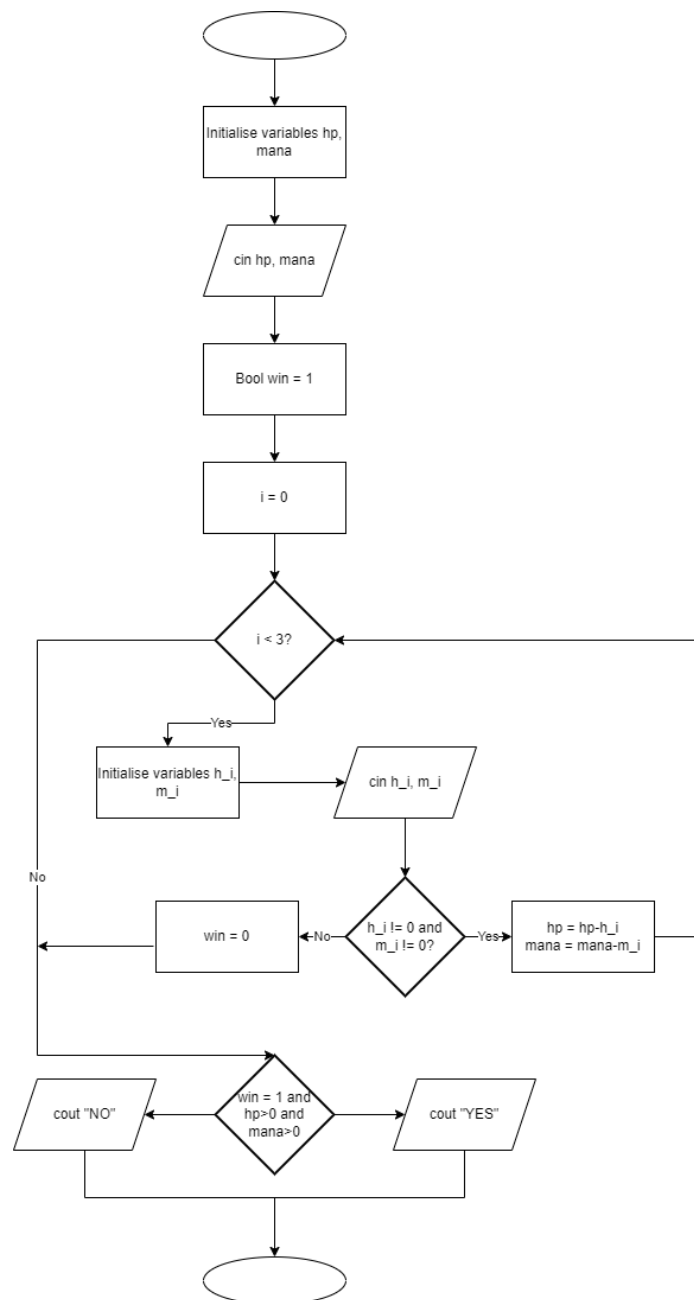 Initialise variables hp,
mana
cin hp, mana
Bool win = 1
i = 0
i < 3?
Yes
Initialise variables h_i,
m_i
cin h_i, m_i
No
win = 0
No
h_i != 0 and
m_i != 0?
Yes
hp = hp-h_i
mana = mana-m_i
cout "NO"
win = 1 and
hp>0 and
mana>0
cout "YES"